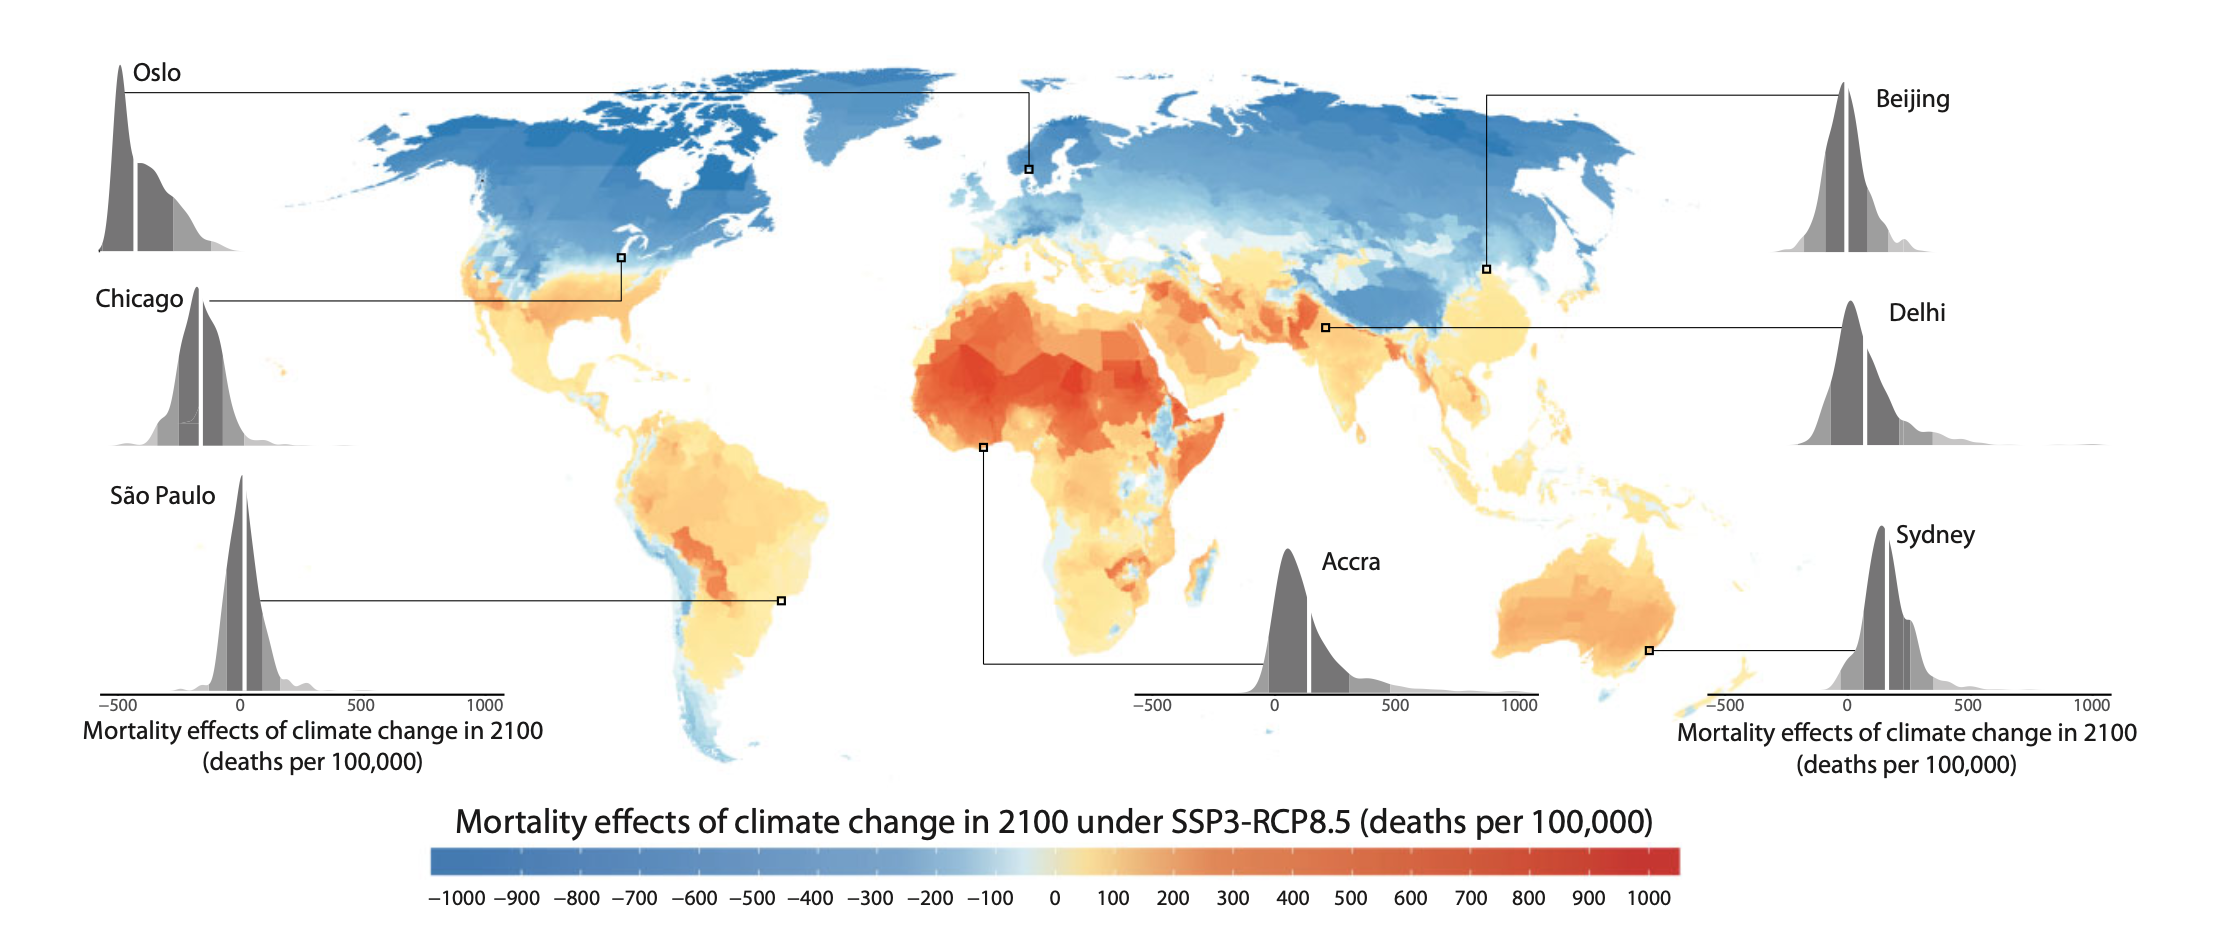 Oslo
Beijing
Chicago
Delhi
São Paulo
Sydney
Accra
−500 0 500 1000
Mortality effects of climate change in 2100
(deaths per 100,000)
−500 0 500 1000
−500 0 500 1000
Mortality effects of climate change in 2100
(deaths per 100,000)
Mortality effects of climate change in 2100 under SSP3-RCP8.5 (deaths per 100,000)
−1000 −900 −800 −700 −600 −500 −400 −300 −200 −100 0 100 200 300 400 500 600 700 800 900 1000